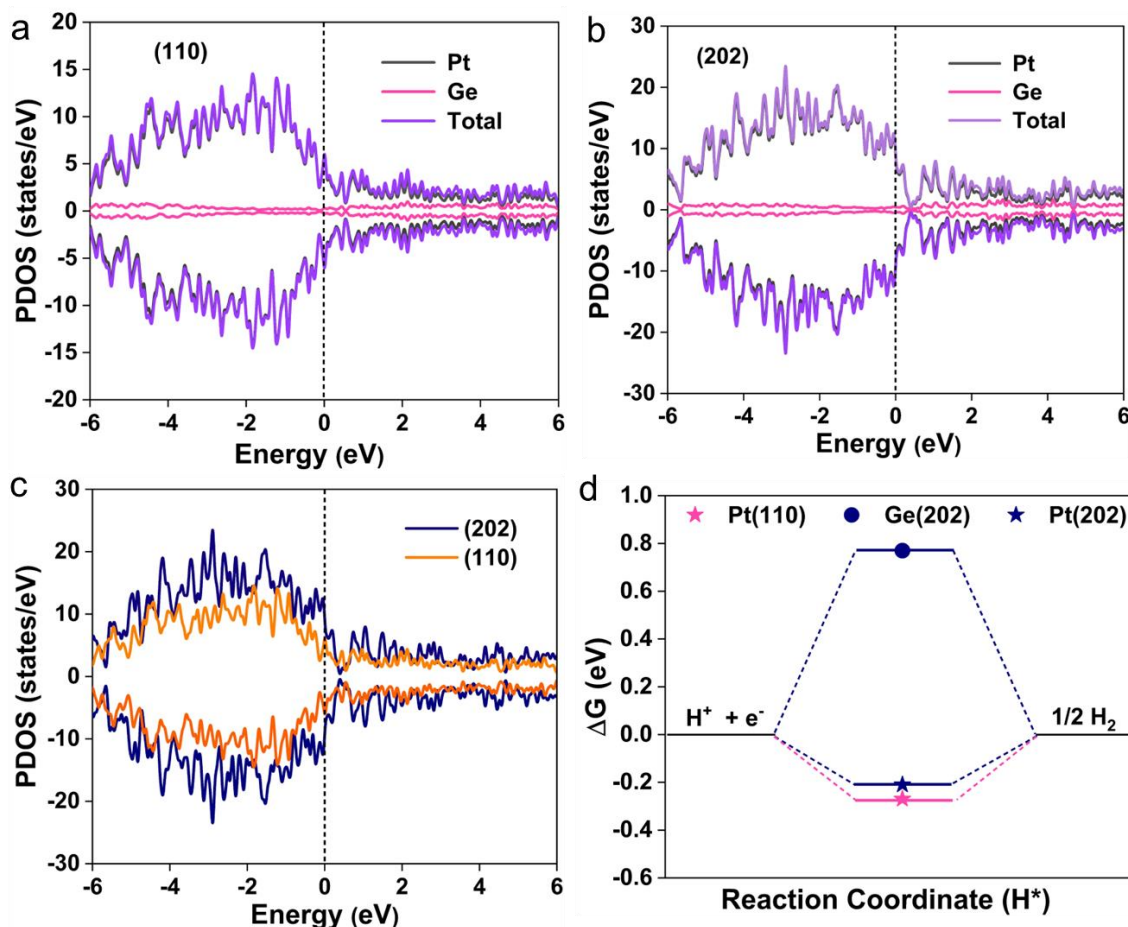 a
(110)
Pt
Ge
Total
20
15
10
5
0
-5
-10
-15
-20
PDOS (states/eV)
-6 -4 -2 0 2 4 6
Energy (eV)
b
(202)
Pt
Ge
Total
30
20
10
0
-10
-20
-30
PDOS (states/eV)
-6 -4 -2 0 2 4 6
Energy (eV)
c
(202)
(110)
30
20
10
0
-10
-20
-30
PDOS (states/eV)
-6 -4 -2 0 2 4 6
Energy (eV)
d
Pt(110) Ge(202) Pt(202)
1.0
0.8
0.6
0.4
0.2
0.0
-0.2
-0.4
-0.6
ΔG (eV)
H⁺ + e⁻
1/2 H₂
Reaction Coordinate (H*)